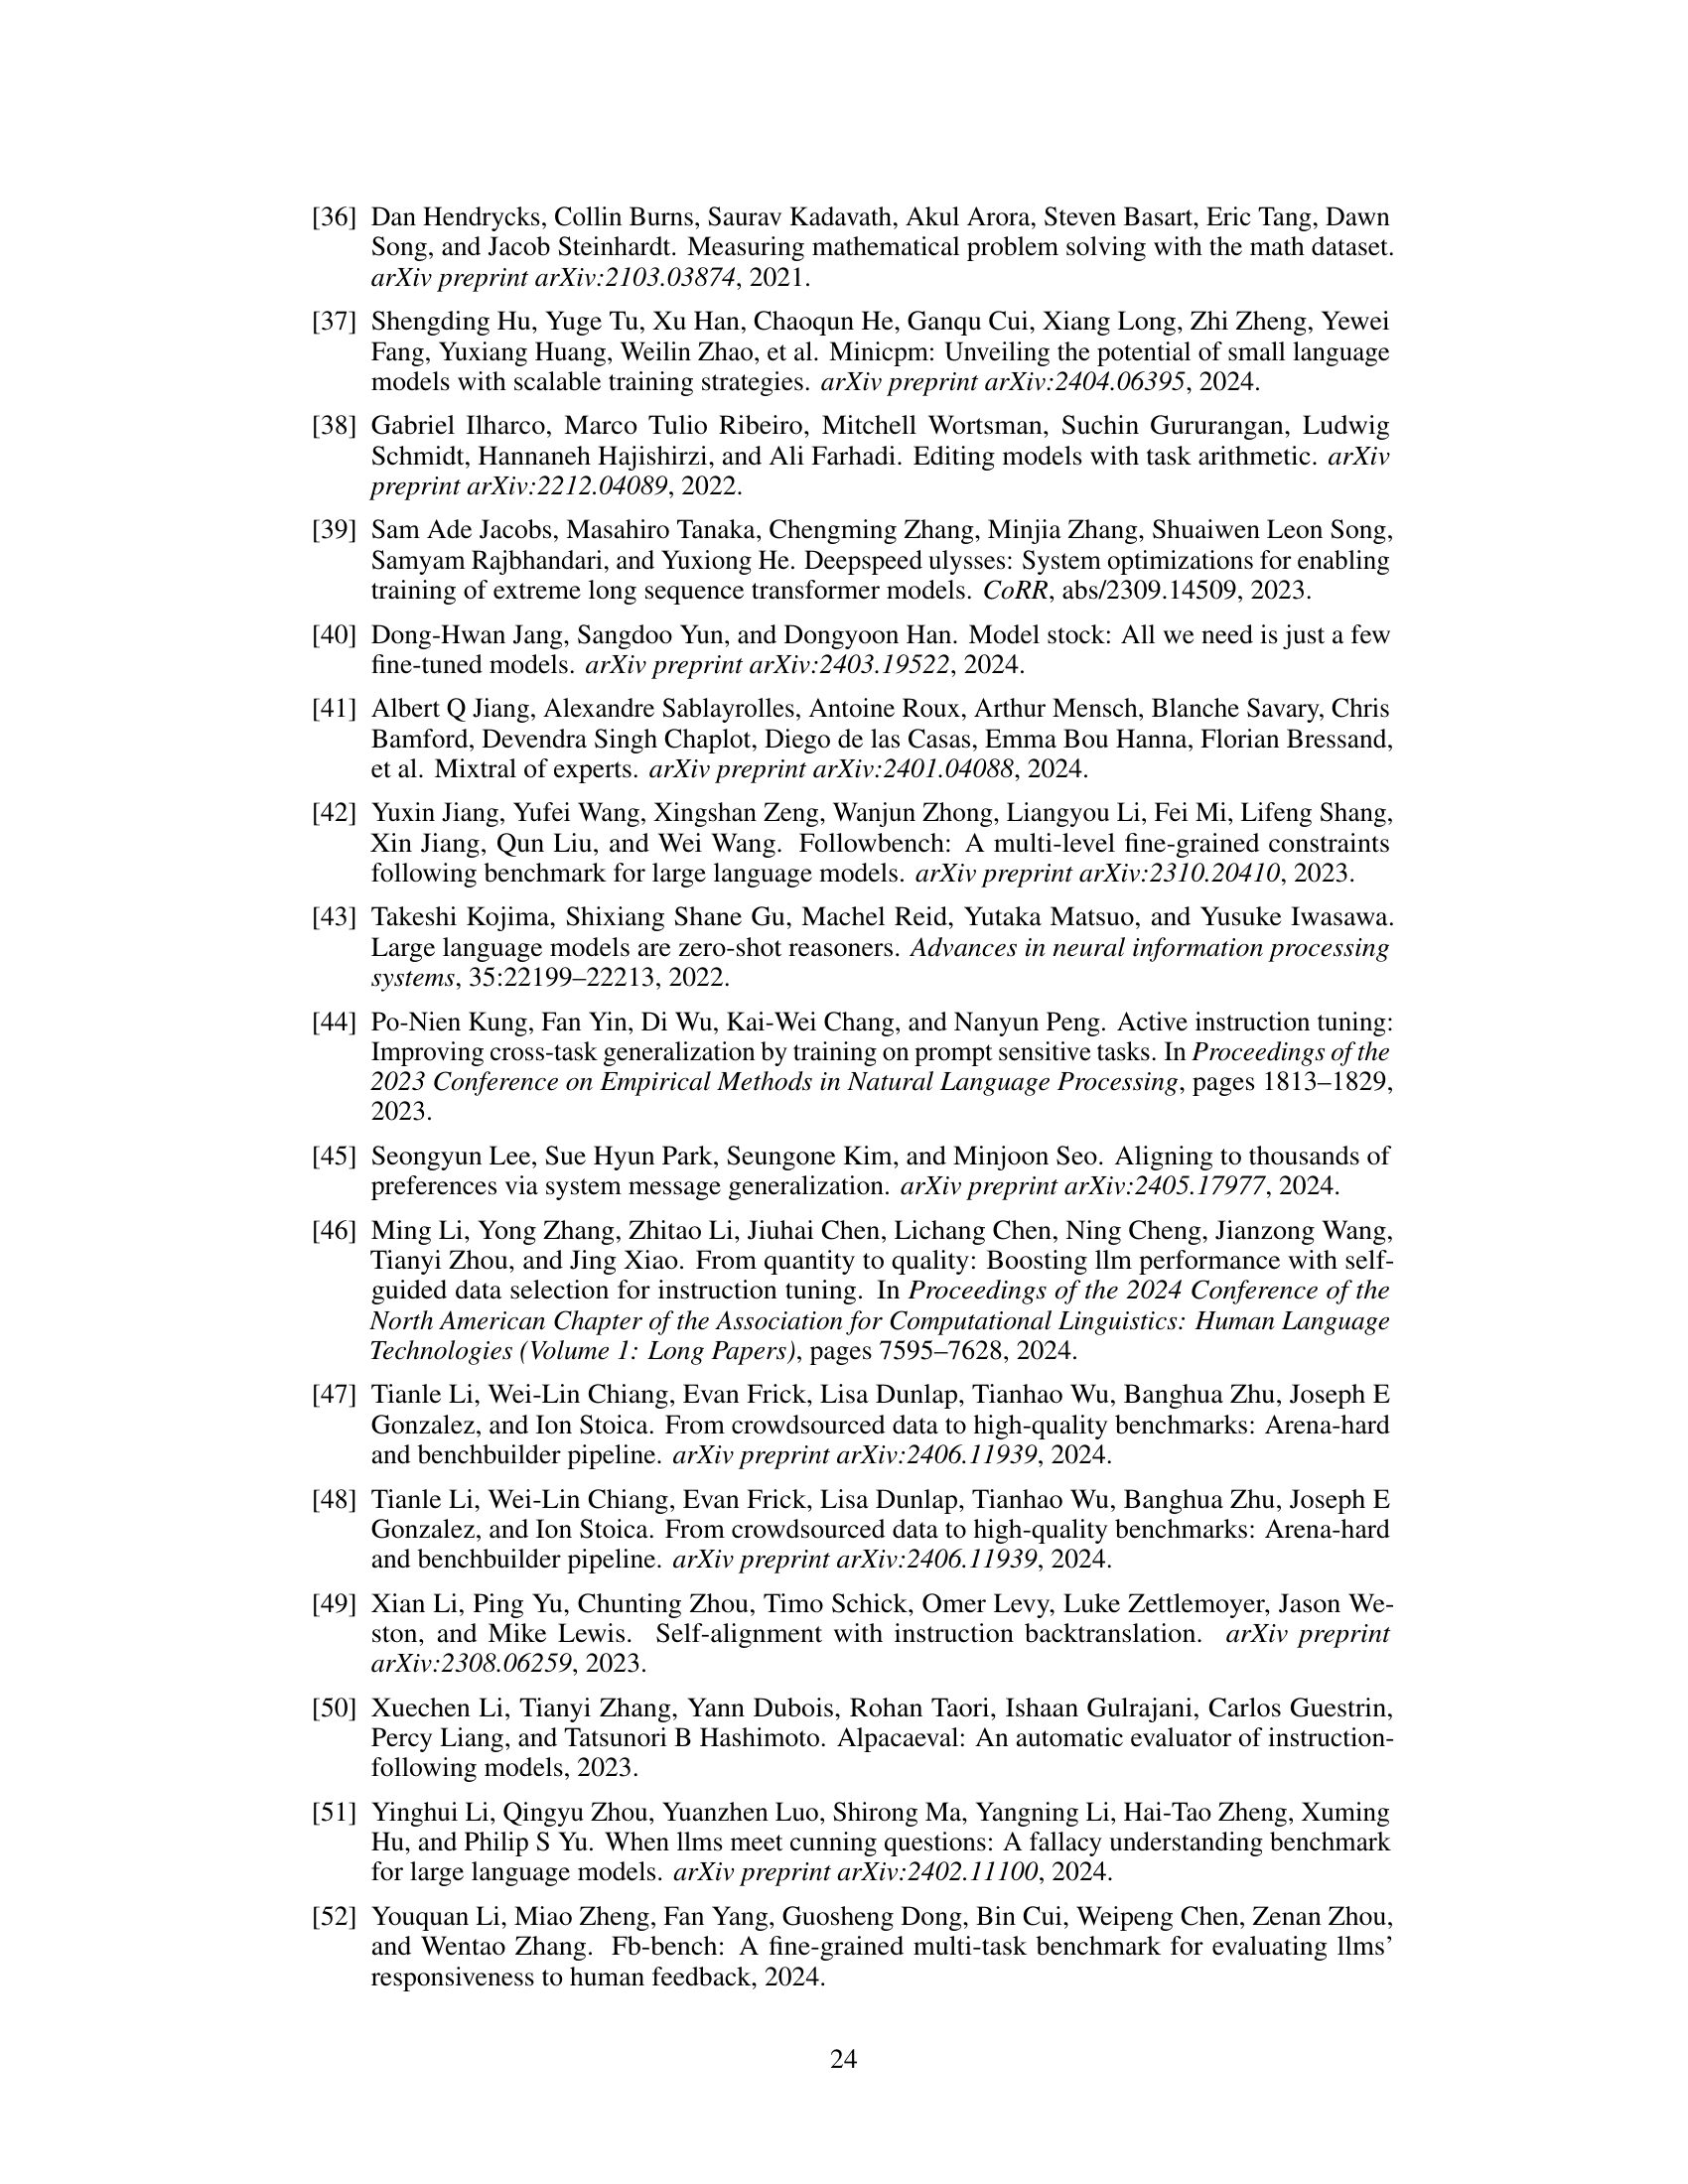 [36] Dan Hendrycks, Collin Burns, Saurav Kadavath, Akul Arora, Steven Basart, Eric Tang, Dawn
Song, and Jacob Steinhardt. Measuring mathematical problem solving with the math dataset.
arXiv preprint arXiv:2103.03874, 2021.
[37] Shengding Hu, Yuge Tu, Xu Han, Chaoqun He, Ganqu Cui, Xiang Long, Zhi Zheng, Yewei
Fang, Yuxiang Huang, Weilin Zhao, et al. Minicpm: Unveiling the potential of small language
models with scalable training strategies. arXiv preprint arXiv:2404.06395, 2024.
[38] Gabriel Ilharco, Marco Tulio Ribeiro, Mitchell Wortsman, Suchin Gururangan, Ludwig
Schmidt, Hannaneh Hajishirzi, and Ali Farhadi. Editing models with task arithmetic. arXiv
preprint arXiv:2212.04089, 2022.
[39] Sam Ade Jacobs, Masahiro Tanaka, Chengming Zhang, Minjia Zhang, Shuaiwen Leon Song,
Samyam Rajbhandari, and Yuxiong He. Deepspeed ulysses: System optimizations for enabling
training of extreme long sequence transformer models. CoRR, abs/2309.14509, 2023.
[40] Dong-Hwan Jang, Sangdoo Yun, and Dongyoon Han. Model stock: All we need is just a few
fine-tuned models. arXiv preprint arXiv:2403.19522, 2024.
[41] Albert Q Jiang, Alexandre Sablayrolles, Antoine Roux, Arthur Mensch, Blanche Savary, Chris
Bamford, Devendra Singh Chaplot, Diego de las Casas, Emma Bou Hanna, Florian Bressand,
et al. Mixtral of experts. arXiv preprint arXiv:2401.04088, 2024.
[42] Yuxin Jiang, Yufei Wang, Xingshan Zeng, Wanjun Zhong, Liangyou Li, Fei Mi, Lifeng Shang,
Xin Jiang, Qun Liu, and Wei Wang. Followbench: A multi-level fine-grained constraints
following benchmark for large language models. arXiv preprint arXiv:2310.20410, 2023.
[43] Takeshi Kojima, Shixiang Shane Gu, Machel Reid, Yutaka Matsuo, and Yusuke Iwasawa.
Large language models are zero-shot reasoners. Advances in neural information processing
systems, 35:22199–22213, 2022.
[44] Po-Nien Kung, Fan Yin, Di Wu, Kai-Wei Chang, and Nanyun Peng. Active instruction tuning:
Improving cross-task generalization by training on prompt sensitive tasks. In Proceedings of the
2023 Conference on Empirical Methods in Natural Language Processing, pages 1813–1829,
2023.
[45] Seongyun Lee, Sue Hyun Park, Seungone Kim, and Minjoon Seo. Aligning to thousands of
preferences via system message generalization. arXiv preprint arXiv:2405.17977, 2024.
[46] Ming Li, Yong Zhang, Zhitao Li, Jiuhai Chen, Lichang Chen, Ning Cheng, Jianzong Wang,
Tianyi Zhou, and Jing Xiao. From quantity to quality: Boosting llm performance with self-
guided data selection for instruction tuning. In Proceedings of the 2024 Conference of the
North American Chapter of the Association for Computational Linguistics: Human Language
Technologies (Volume 1: Long Papers), pages 7595–7628, 2024.
[47] Tianle Li, Wei-Lin Chiang, Evan Frick, Lisa Dunlap, Tianhao Wu, Banghua Zhu, Joseph E
Gonzalez, and Ion Stoica. From crowdsourced data to high-quality benchmarks: Arena-hard
and benchbuilder pipeline. arXiv preprint arXiv:2406.11939, 2024.
[48] Tianle Li, Wei-Lin Chiang, Evan Frick, Lisa Dunlap, Tianhao Wu, Banghua Zhu, Joseph E
Gonzalez, and Ion Stoica. From crowdsourced data to high-quality benchmarks: Arena-hard
and benchbuilder pipeline. arXiv preprint arXiv:2406.11939, 2024.
[49] Xian Li, Ping Yu, Chunting Zhou, Timo Schick, Omer Levy, Luke Zettlemoyer, Jason We-
ston, and Mike Lewis. Self-alignment with instruction backtranslation. arXiv preprint
arXiv:2308.06259, 2023.
[50] Xuechen Li, Tianyi Zhang, Yann Dubois, Rohan Taori, Ishaan Gulrajani, Carlos Guestrin,
Percy Liang, and Tatsunori B Hashimoto. Alpacaeval: An automatic evaluator of instruction-
following models, 2023.
[51] Yinghui Li, Qingyu Zhou, Yuanzhen Luo, Shirong Ma, Yangning Li, Hai-Tao Zheng, Xuming
Hu, and Philip S Yu. When llms meet cunning questions: A fallacy understanding benchmark
for large language models. arXiv preprint arXiv:2402.11100, 2024.
[52] Youquan Li, Miao Zheng, Fan Yang, Guosheng Dong, Bin Cui, Weipeng Chen, Zenan Zhou,
and Wentao Zhang. Fb-bench: A fine-grained multi-task benchmark for evaluating llms’
responsiveness to human feedback, 2024.
24